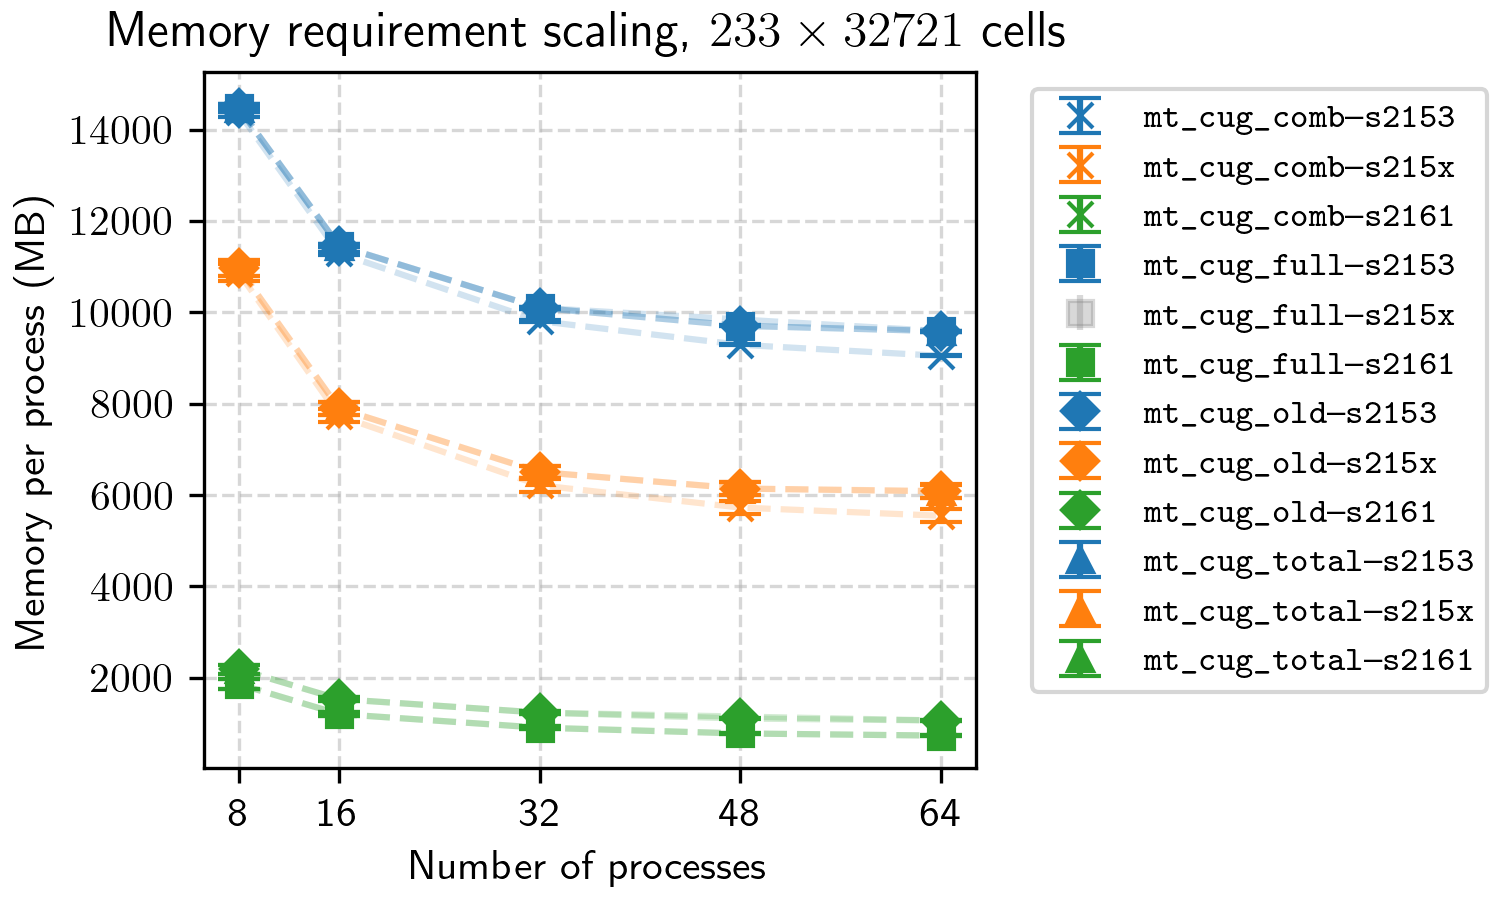 Memory requirement scaling, 233 × 32721 cells
Memory per process (MB)
14000
12000
10000
8000
6000
4000
2000
8 16 32 48 64
Number of processes
mt_cug_comb—s2153
mt_cug_comb—s215x
mt_cug_comb—s2161
mt_cug_full—s2153
mt_cug_full—s215x
mt_cug_full—s2161
mt_cug_old—s2153
mt_cug_old—s215x
mt_cug_old—s2161
mt_cug_total—s2153
mt_cug_total—s215x
mt_cug_total—s2161